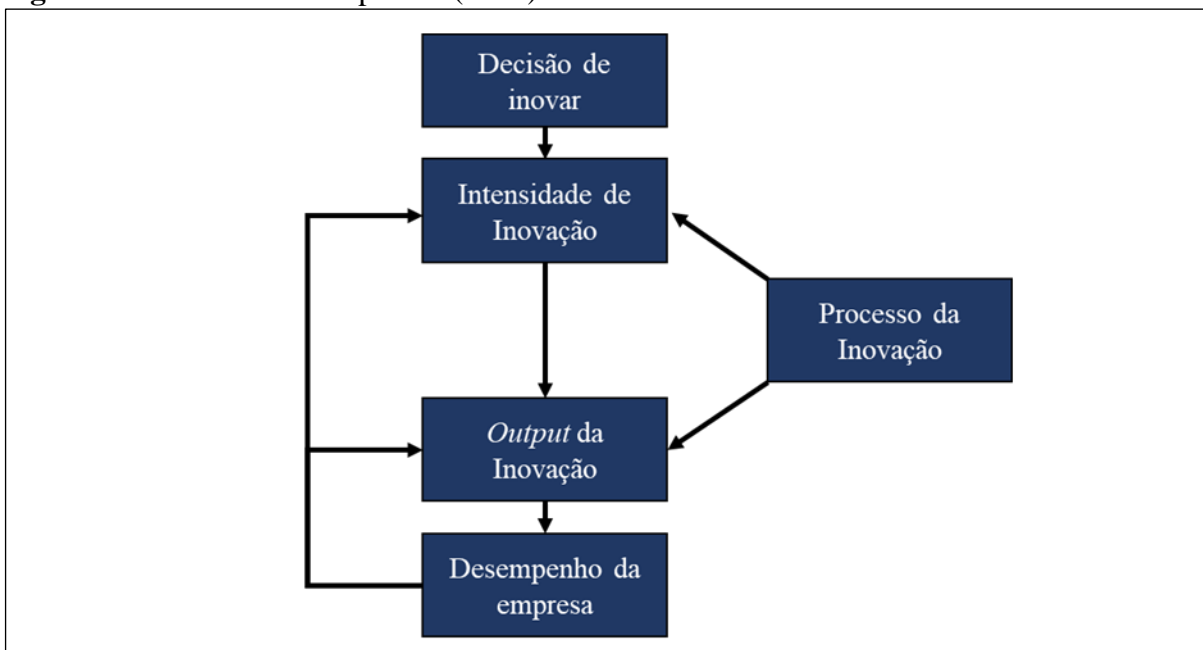 Decisão de
inovar
Intensidade de
Inovação
Processo da
Inovação
Output da
Inovação
Desempenho da
empresa